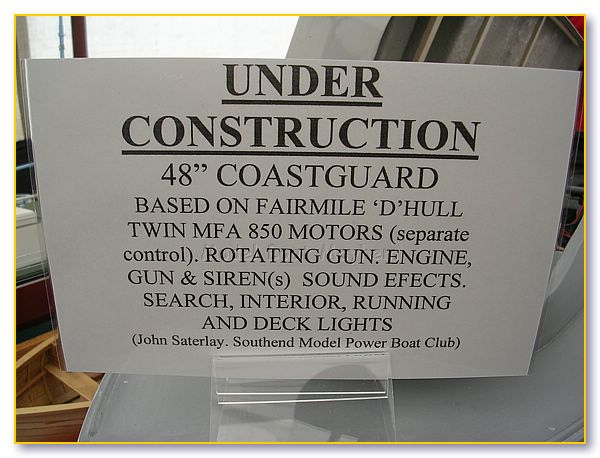 UNDER
CONSTRUCTION
48” COASTGUARD
BASED ON FAIRMILE ‘D’HULL
TWIN MFA 850 MOTORS (separate
control). ROTATING GUN. ENGINE,
GUN & SIREN(s) SOUND EFECTS.
SEARCH, INTERIOR, RUNNING
AND DECK LIGHTS
(John Saterlay. Southend Model Power Boat Club)